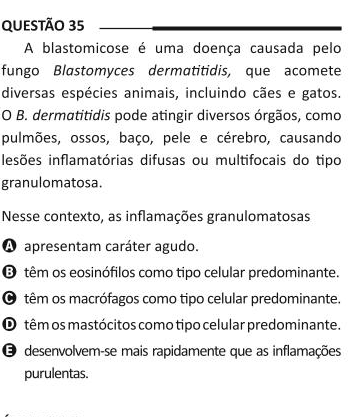 QUESTÃO 35
A blastomicose é uma doença causada pelo
fungo Blastomyces dermatitidis, que acomete
diversas espécies animais, incluindo cães e gatos.
O B. dermatitidis pode atingir diversos órgãos, como
pulmões, ossos, baço, pele e cérebro, causando
lesões inflamatórias difusas ou multifocais do tipo
granulomatosa.
Nesse contexto, as inflamações granulomatosas
A apresentam caráter agudo.
B têm os eosinófilos como tipo celular predominante.
C têm os macrófagos como tipo celular predominante.
D têm os mastócitos como tipo celular predominante.
E desenvolvem-se mais rapidamente que as inflamações
purulentas.